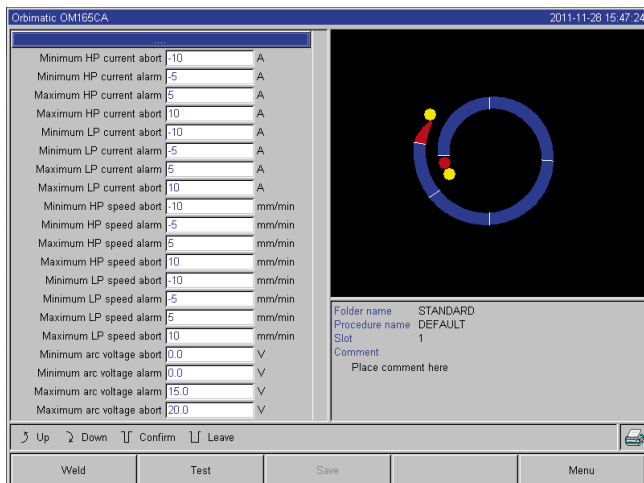 Orbimatic OM165CA 2011-11-28 15:47:24
....
Minimum HP current abort -10 A
Minimum HP current alarm -5 A
Maximum HP current alarm 5 A
Maximum HP current abort 10 A
Minimum LP current abort -10 A
Minimum LP current alarm -5 A
Maximum LP current alarm 5 A
Maximum LP current abort 10 A
Minimum HP speed abort -10 mm/min
Minimum HP speed alarm -5 mm/min
Maximum HP speed alarm 5 mm/min
Maximum HP speed abort 10 mm/min
Minimum LP speed abort -10 mm/min
Minimum LP speed alarm -5 mm/min
Maximum LP speed alarm 5 mm/min
Maximum LP speed abort 10 mm/min
Minimum arc voltage abort 0.0 V
Minimum arc voltage alarm 0.0 V
Maximum arc voltage alarm 15.0 V
Maximum arc voltage abort 20.0 V
Folder name STANDARD
Procedure name DEFAULT
Slot 1
Comment
Place comment here
Up Down Confirm Leave
Weld Test Save Menu